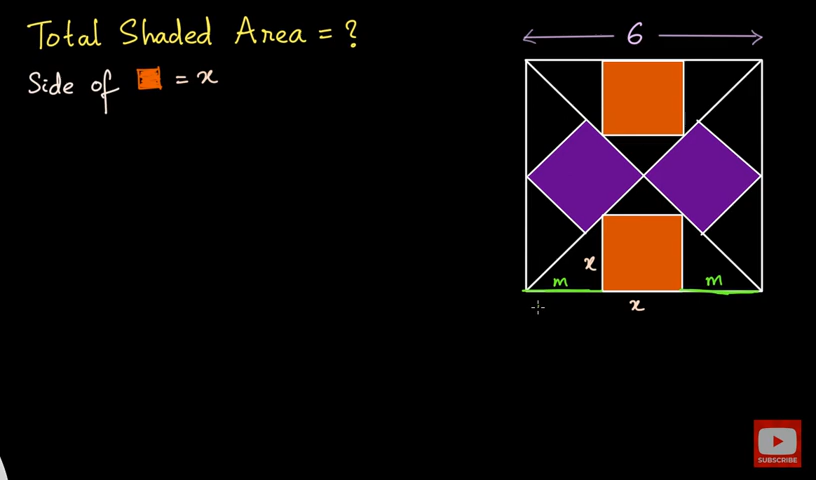 Total Shaded Area = ?
6
Side of = x
x
m
m
x
SUBSCRIBE